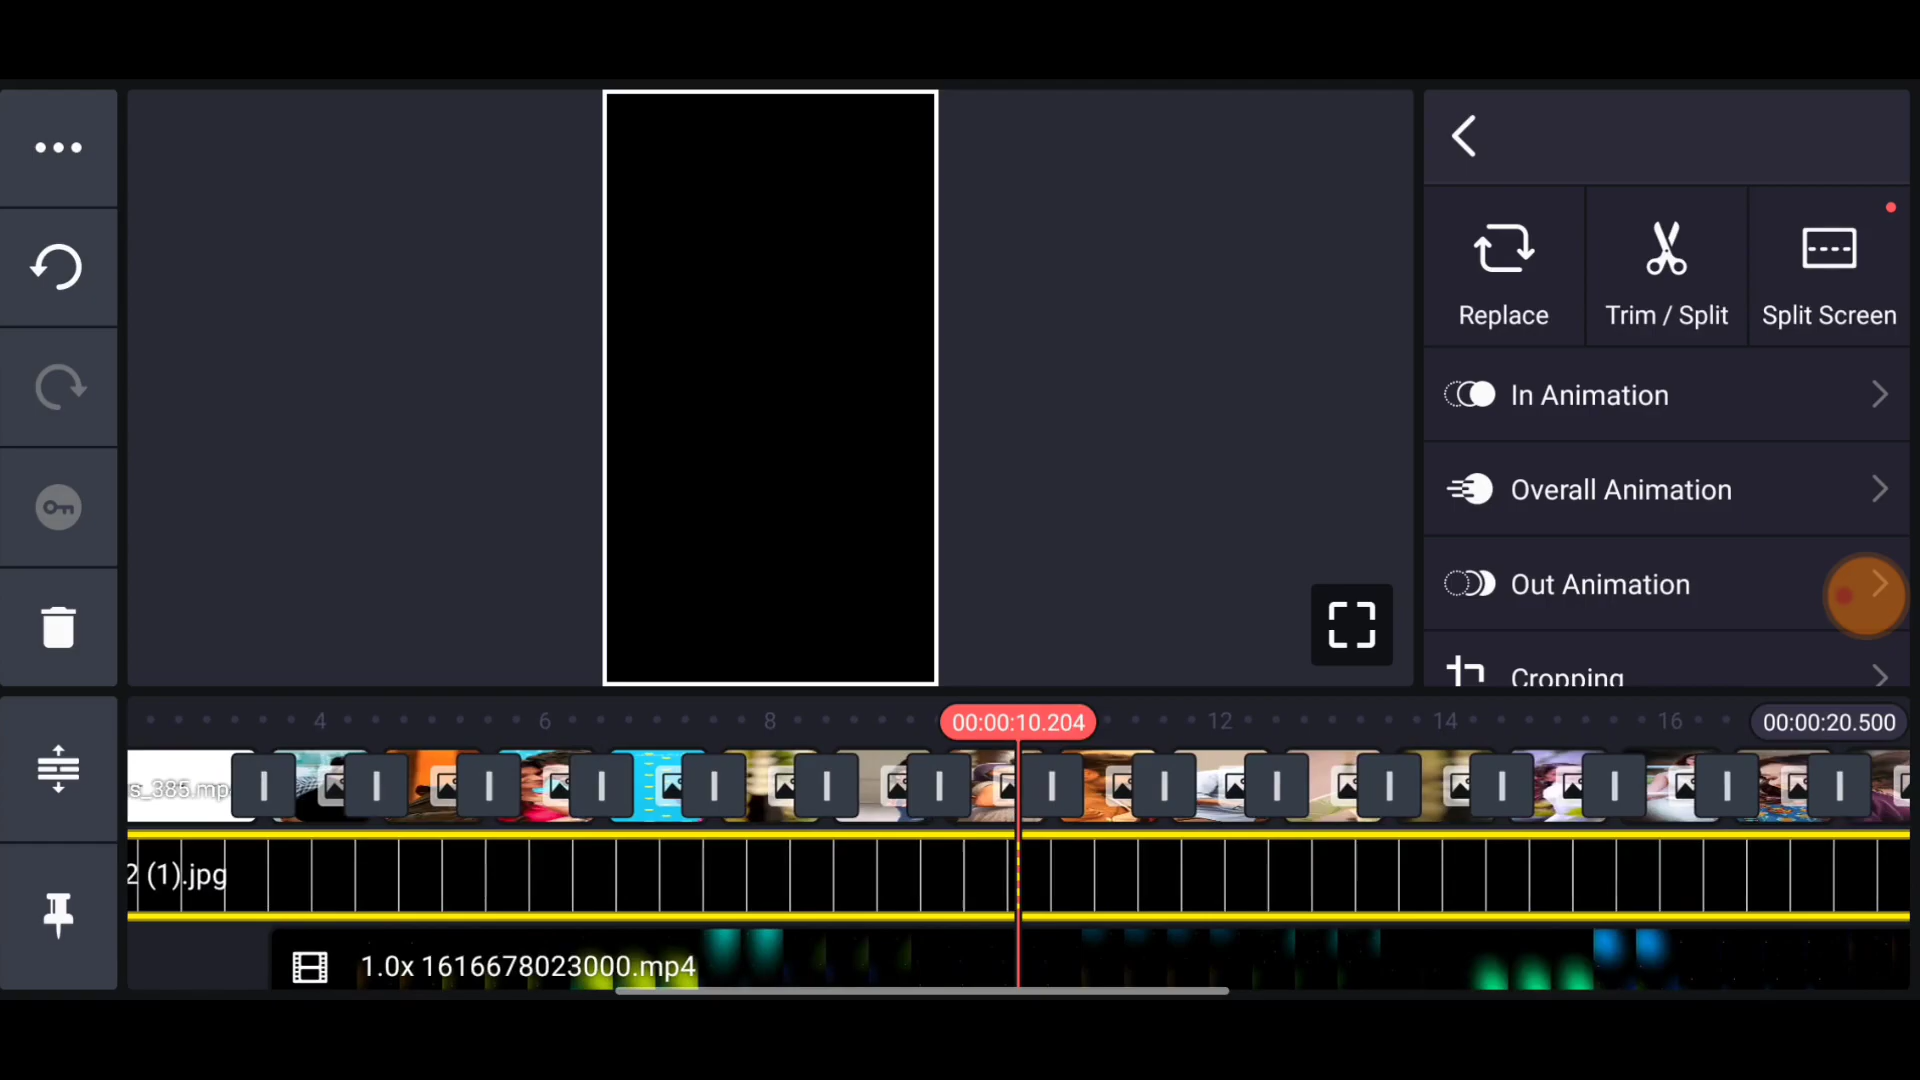 Replace
Trim / Split
Split Screen
In Animation
Overall Animation
Out Animation
Cropping
4
6
8
00:00:10.204
12
14
16
00:00:20.500
s_385.mp
2 (1).jpg
1.0x 1616678023000.mp4